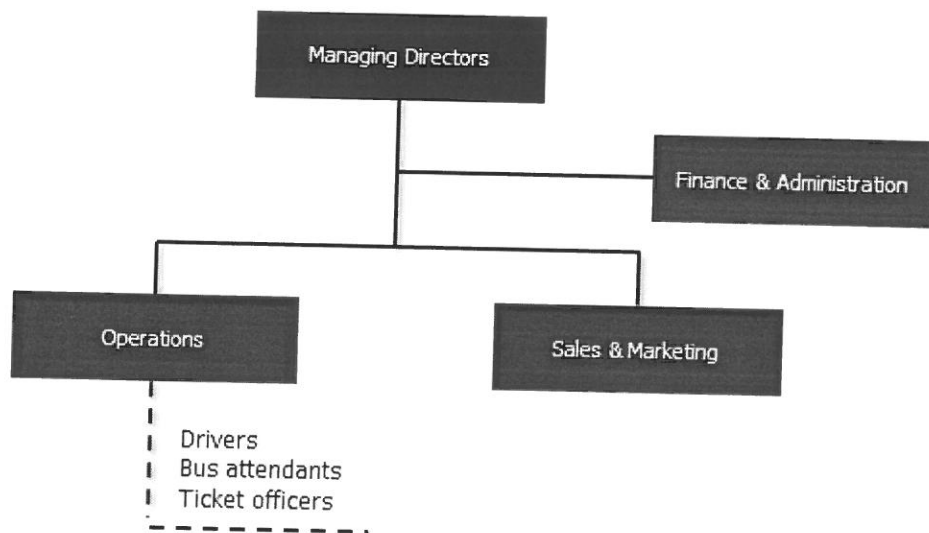 Managing Directors
Finance & Administration
Operations
Sales & Marketing
Drivers
Bus attendants
Ticket officers